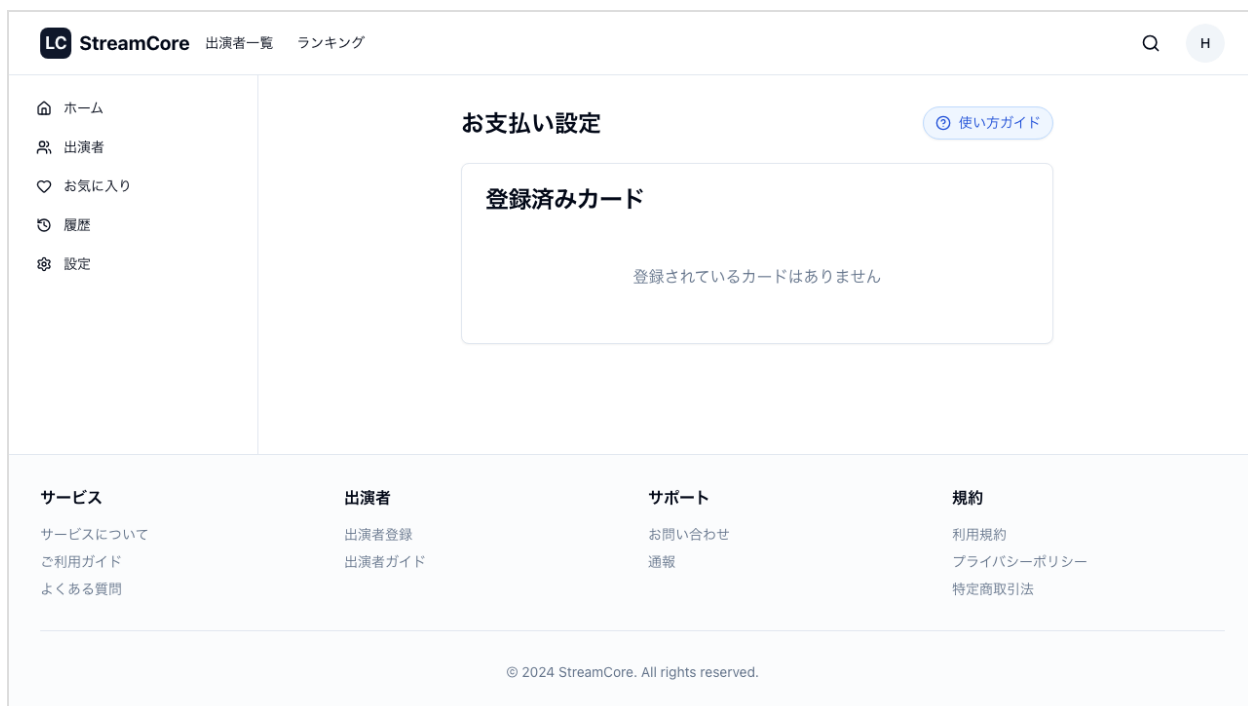 LC StreamCore 出演者一覧 ランキング H
ホーム
出演者
お気に入り
履歴
設定
お支払い設定 使い方ガイド
登録済みカード
登録されているカードはありません
サービス
サービスについて
ご利用ガイド
よくある質問
出演者
出演者登録
出演者ガイド
サポート
お問い合わせ
通報
規約
利用規約
プライバシーポリシー
特定商取引法
© 2024 StreamCore. All rights reserved.